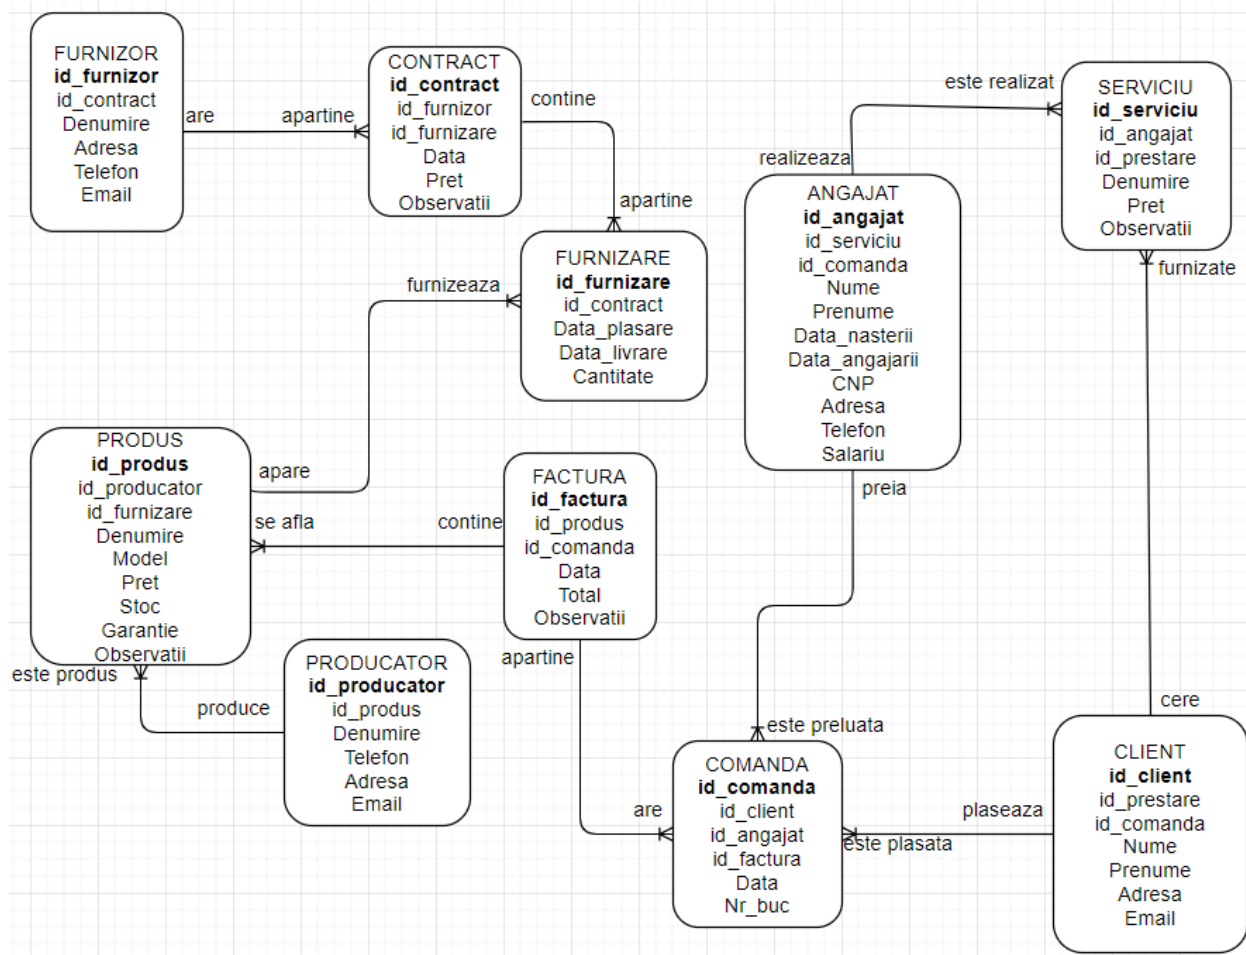 FURNIZOR
id_furnizor
id_contract
Denumire
Adresa
Telefon
Email
are
apartine
CONTRACT
id_contract
id_furnizor
id_furnizare
Data
Pret
Observatii
contine
apartine
FURNIZARE
id_furnizare
id_contract
Data_plasare
Data_livrare
Cantitate
furnizeaza
apare
este realizat
realizeaza
SERVICIU
id_serviciu
id_angajat
id_prestare
Denumire
Pret
Observatii
furnizate
ANGAJAT
id_angajat
id_serviciu
id_comanda
Nume
Prenume
Data_nasterii
Data_angajarii
CNP
Adresa
Telefon
Salariu
preia
PRODUS
id_produs
id_producator
id_furnizare
Denumire
Model
Pret
Stoc
Garantie
Observatii
se afla
contine
FACTURA
id_factura
id_produs
id_comanda
Data
Total
Observatii
apartine
este produs
produce
PRODUCATOR
id_producator
id_produs
Denumire
Telefon
Adresa
Email
este preluata
COMANDA
id_comanda
id_client
id_angajat
id_factura
Data
Nr_buc
are
plaseaza
este plasata
cere
CLIENT
id_client
id_prestare
id_comanda
Nume
Prenume
Adresa
Email